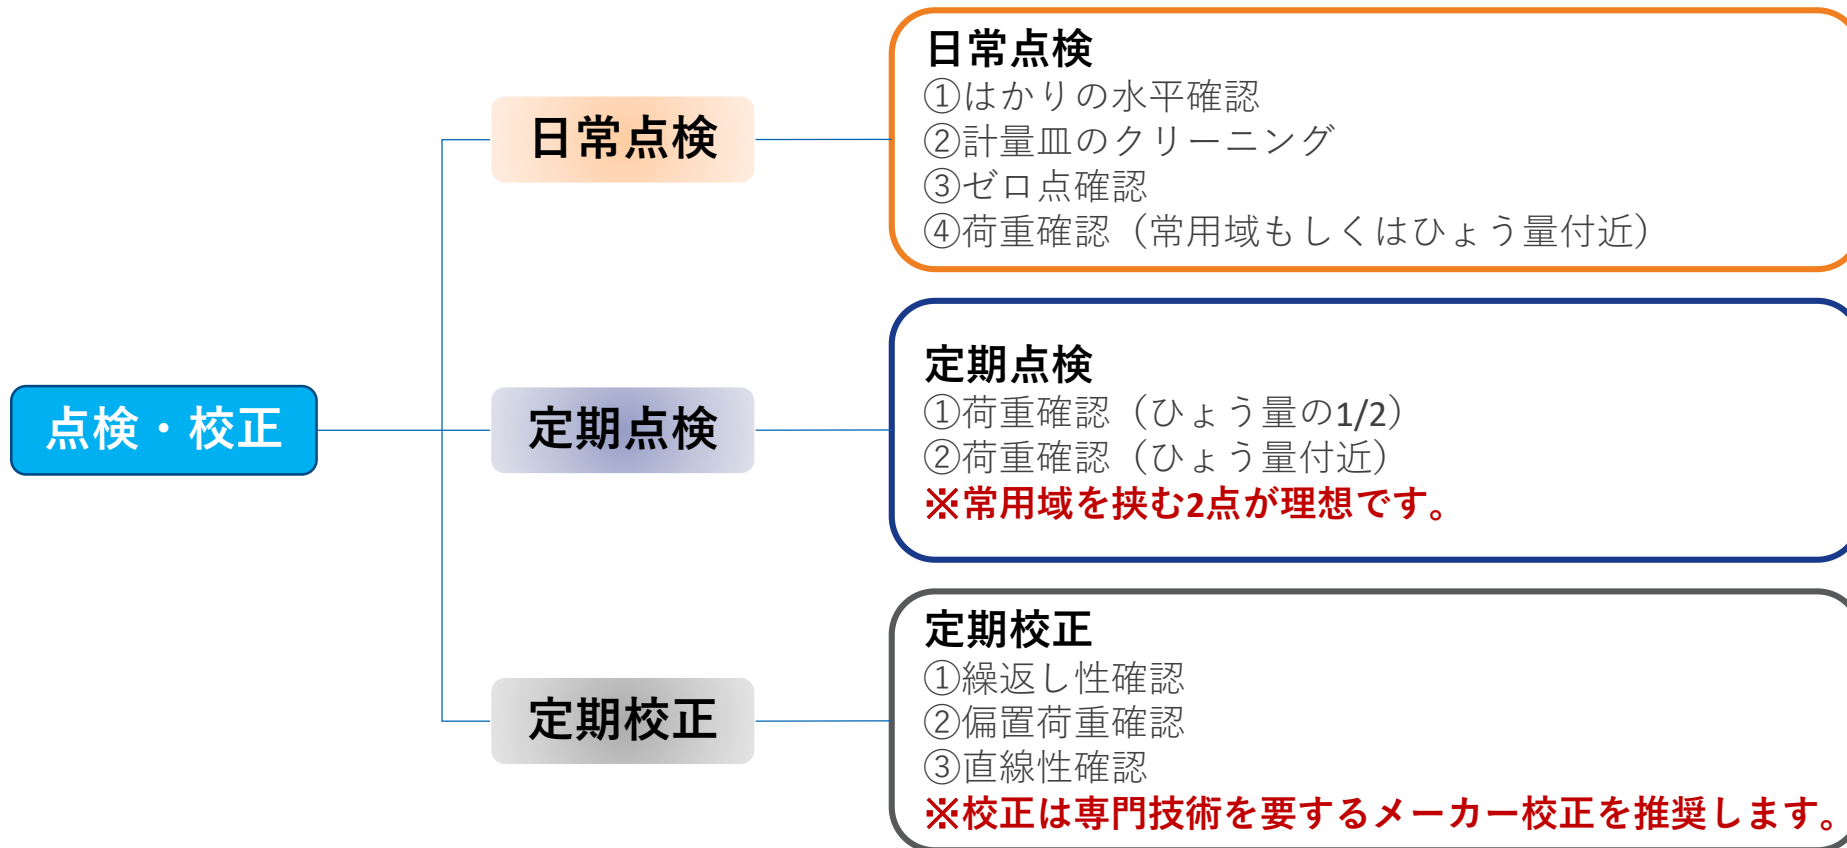 点検・校正
日常点検
日常点検
①はかりの水平確認
②計量皿のクリーニング
③ゼロ点確認
④荷重確認（常用域もしくはひょう量付近）
定期点検
定期点検
①荷重確認（ひょう量の1/2）
②荷重確認（ひょう量付近）
※常用域を挟む2点が理想です。
定期校正
定期校正
①繰返し性確認
②偏置荷重確認
③直線性確認
※校正は専門技術を要するメーカー校正を推奨します。